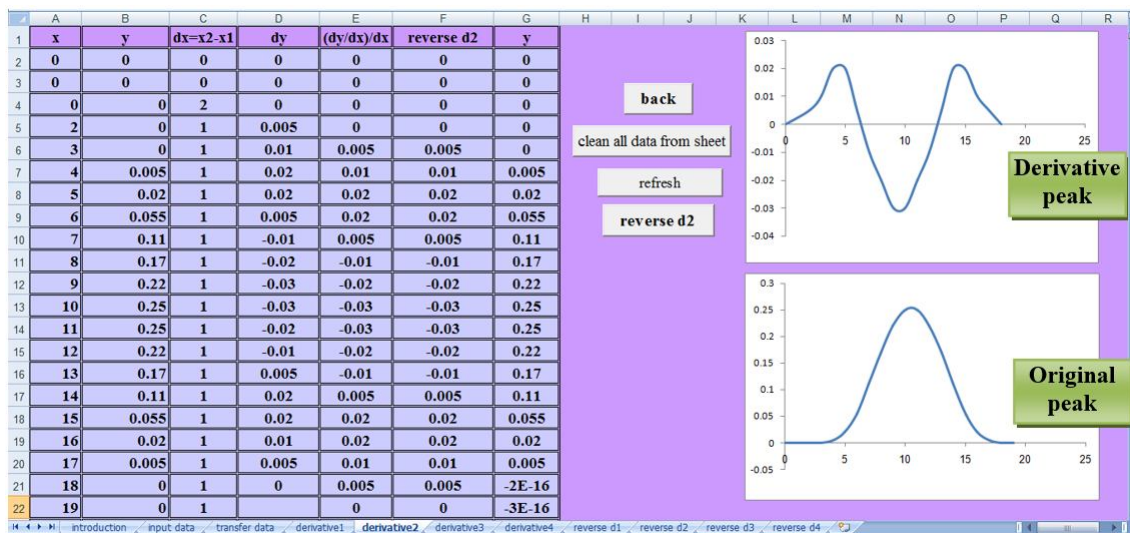 A B C D E F G H I J K L M N O P Q R
1 x y dx=x2-x1 dy (dy/dx)/dx reverse d2 y
2 0 0 0 0 0 0 0
3 0 0 0 0 0 0 0
4 0 0 2 0 0 0 0
5 2 0 1 0.005 0 0 0
6 3 0 1 0.01 0.005 0.005 0
7 4 0.005 1 0.02 0.01 0.01 0.005
8 5 0.02 1 0.02 0.02 0.02 0.02
9 6 0.055 1 0.005 0.02 0.02 0.055
10 7 0.11 1 -0.01 0.005 0.005 0.11
11 8 0.17 1 -0.02 -0.01 -0.01 0.17
12 9 0.22 1 -0.03 -0.02 -0.02 0.22
13 10 0.25 1 -0.03 -0.03 -0.03 0.25
14 11 0.25 1 -0.02 -0.03 -0.03 0.25
15 12 0.22 1 -0.01 -0.02 -0.02 0.22
16 13 0.17 1 0.005 -0.01 -0.01 0.17
17 14 0.11 1 0.02 0.005 0.005 0.11
18 15 0.055 1 0.02 0.02 0.02 0.055
19 16 0.02 1 0.01 0.02 0.02 0.02
20 17 0.005 1 0.005 0.01 0.01 0.005
21 18 0 1 0 0.005 0.005 -2E-16
22 19 0 1 0 0 -3E-16
back
clean all data from sheet
refresh
reverse d2
0.03
0.02
0.01
0
-0.01
-0.02
-0.03
-0.04
0 5 10 15 20 25
Derivative
peak
0.3
0.25
0.2
0.15
0.1
0.05
0
-0.05
0 5 10 15 20 25
Original
peak
introduction input data transfer data derivative1 derivative2 derivative3 derivative4 reverse d1 reverse d2 reverse d3 reverse d4